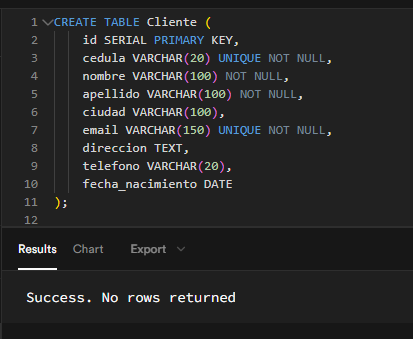 1 CREATE TABLE Cliente (
2 id SERIAL PRIMARY KEY,
3 cedula VARCHAR(20) UNIQUE NOT NULL,
4 nombre VARCHAR(100) NOT NULL,
5 apellido VARCHAR(100) NOT NULL,
6 ciudad VARCHAR(100),
7 email VARCHAR(150) UNIQUE NOT NULL,
8 direccion TEXT,
9 telefono VARCHAR(20),
10 fecha_nacimiento DATE
11 );
12
Results Chart Export
Success. No rows returned